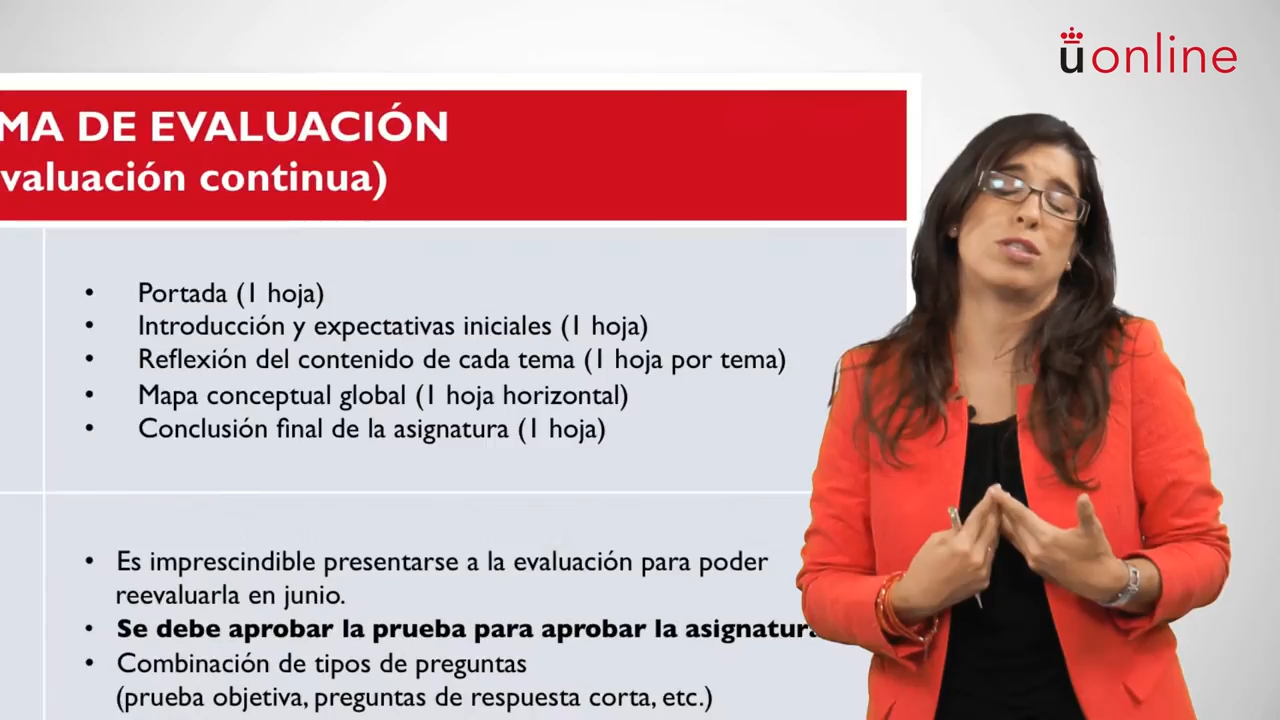 uonline
MA DE EVALUACIÓN
valuación continua)
• Portada (1 hoja)
• Introducción y expectativas iniciales (1 hoja)
• Reflexión del contenido de cada tema (1 hoja por tema)
• Mapa conceptual global (1 hoja horizontal)
• Conclusión final de la asignatura (1 hoja)
• Es imprescindible presentarse a la evaluación para poder
reevaluarla en junio.
• Se debe aprobar la prueba para aprobar la asignatura
• Combinación de tipos de preguntas
(prueba objetiva, preguntas de respuesta corta, etc.)